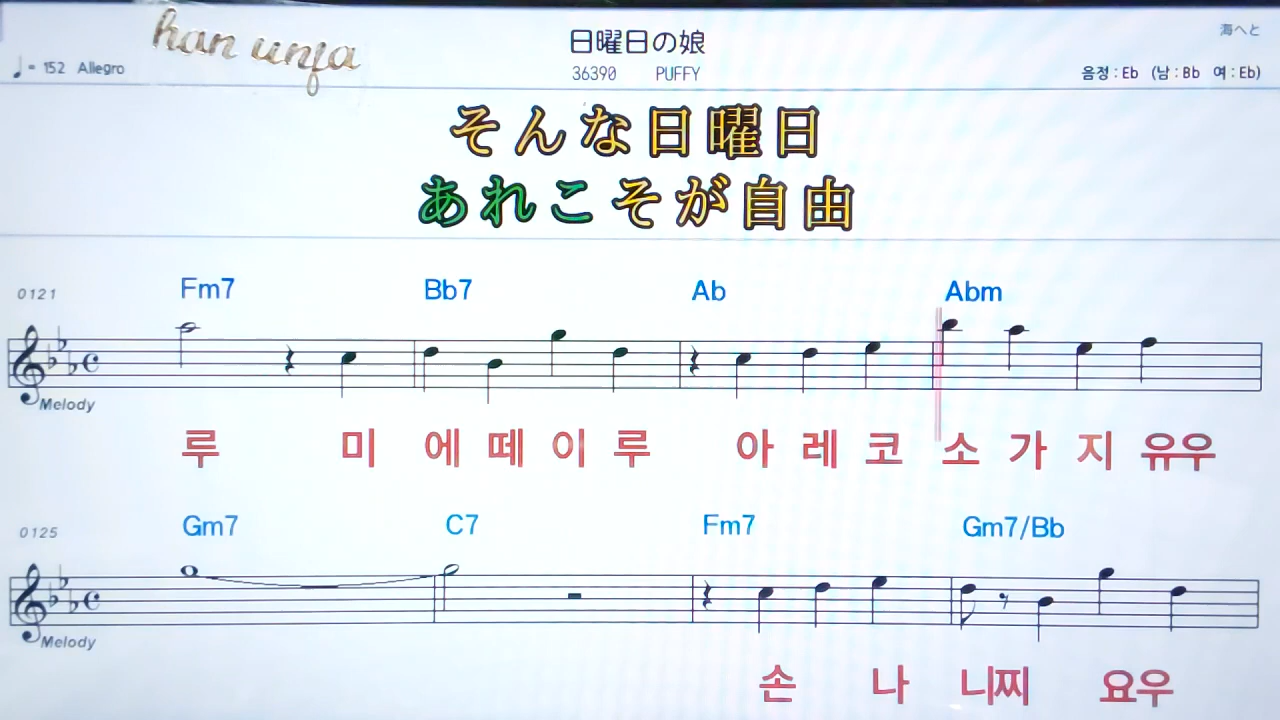 han unja
日曜日の娘
海へと
♩= 152 Allegro
36390 PUFFY
음정 : Eb (남 : Bb 여 : Eb)
そんな日曜日
あれこそが自由
0121
Fm7 Bb7 Ab Abm
Melody
루 미 에 떼 이 루 아 레 코 소 가 지 유우
0125
Gm7 C7 Fm7 Gm7/Bb
Melody
손 나 니찌 요우